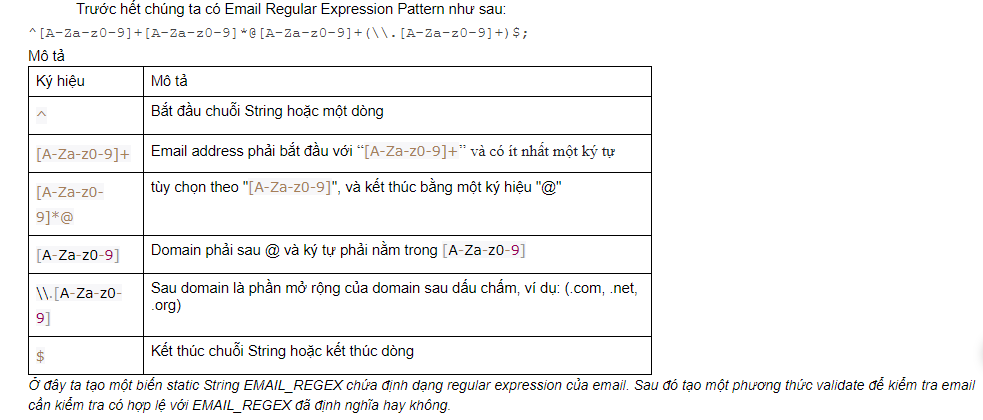 Trước hết chúng ta có Email Regular Expression Pattern như sau:
^[A-Za-z0-9]+[A-Za-z0-9]*@[A-Za-z0-9]+(\\.[A-Za-z0-9]+)$;
Mô tả
Ký hiệu Mô tả
^ Bắt đầu chuỗi String hoặc một dòng
[A-Za-z0-9]+ Email address phải bắt đầu với “[A-Za-z0-9]+” và có ít nhất một ký tự
[A-Za-z0-
9]*@
tùy chọn theo "[A-Za-z0-9]", và kết thúc bằng một ký hiệu "@"
[A-Za-z0-9] Domain phải sau @ và ký tự phải nằm trong [A-Za-z0-9]
\\.[A-Za-z0-
9]
Sau domain là phần mở rộng của domain sau dấu chấm, ví dụ: (.com, .net,
.org)
$ Kết thúc chuỗi String hoặc kết thúc dòng
Ở đây ta tạo một biến static String EMAIL_REGEX chứa định dạng regular expression của email. Sau đó tạo một phương thức validate để kiểm tra email
cần kiểm tra có hợp lệ với EMAIL_REGEX đã định nghĩa hay không.